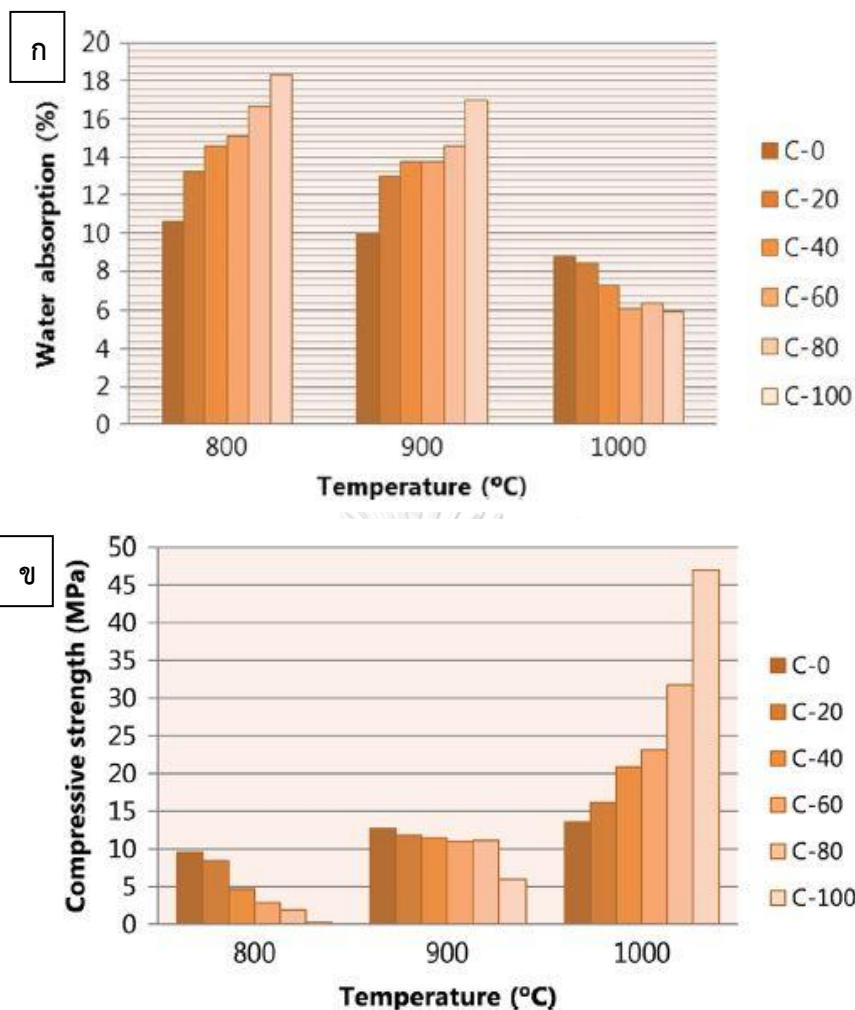 ก
Water absorption (%)
20
18
16
14
12
10
8
6
4
2
0
800 900 1000
Temperature (ºC)
C-0
C-20
C-40
C-60
C-80
C-100
ข
Compressive strength (MPa)
50
45
40
35
30
25
20
15
10
5
0
800 900 1000
Temperature (ºC)
C-0
C-20
C-40
C-60
C-80
C-100